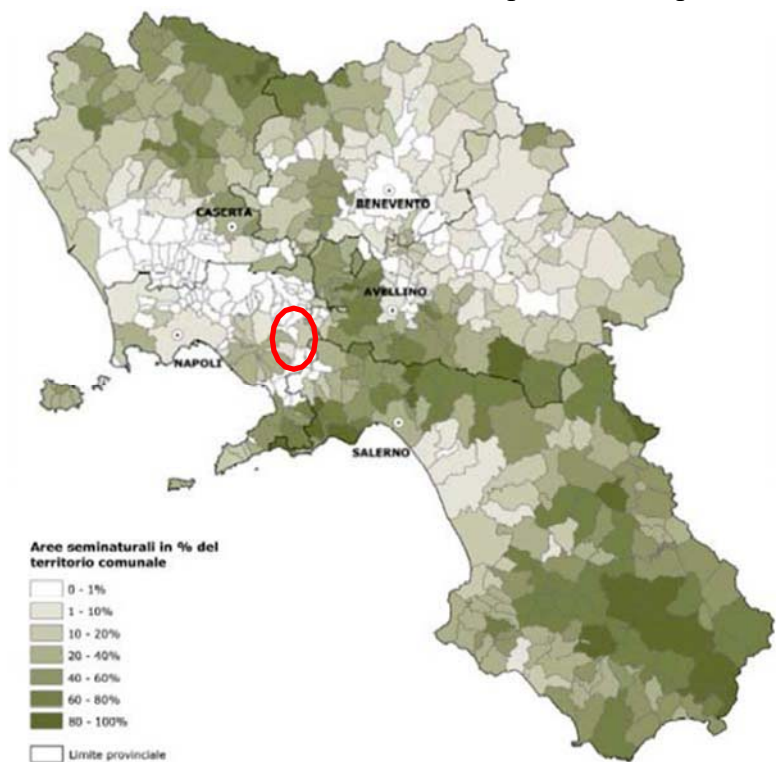 BENEVENTO
CASERTA
AVELLINO
NAPOLI
SALERNO
Aree seminaturali in % del
territorio comunale
0 - 1%
1 - 10%
10 - 20%
20 - 40%
40 - 60%
60 - 80%
80 - 100%
Limite provinciale